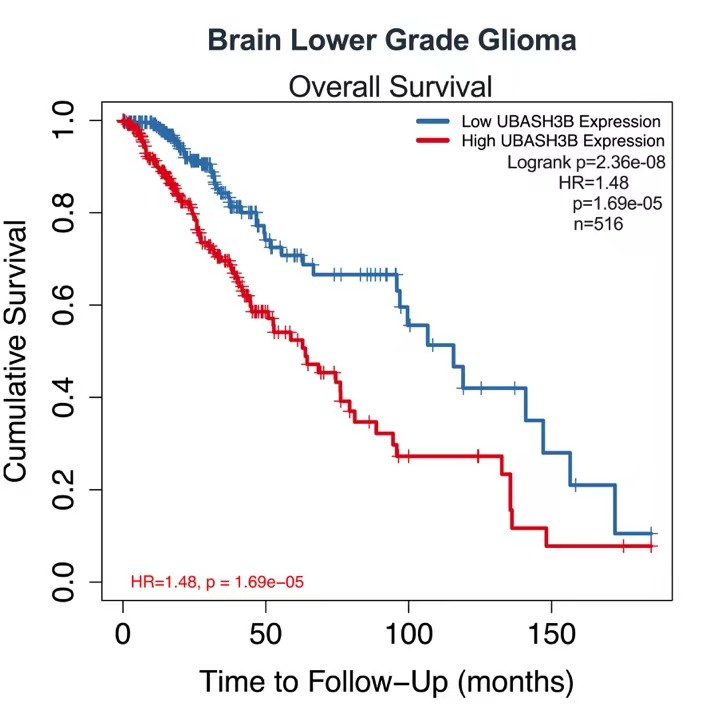 Brain Lower Grade Glioma
Overall Survival
Low UBASH3B Expression
High UBASH3B Expression
Logrank p=2.36e-08
HR=1.48
p=1.69e-05
n=516
Cumulative Survival
1.0
0.8
0.6
0.4
0.2
0.0
HR=1.48, p = 1.69e−05
0 50 100 150
Time to Follow−Up (months)